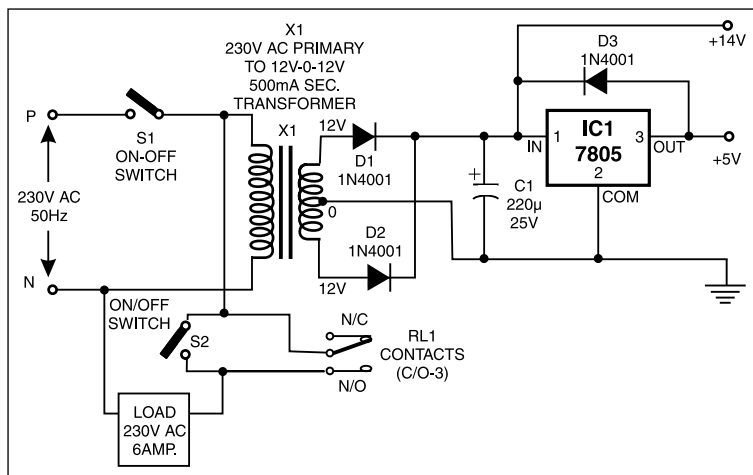 X1
230V AC PRIMARY
TO 12V-0-12V
500mA SEC.
TRANSFORMER
P
S1
ON-OFF
SWITCH
230V AC
50Hz
N
X1
12V
D1
1N4001
0
D2
1N4001
12V
+
C1
220µ
25V
+14V
D3
1N4001
IN
1
IC1
7805
3
OUT
2
COM
+5V
ON/OFF
SWITCH
S2
N/C
RL1
CONTACTS
(C/O-3)
N/O
LOAD
230V AC
6AMP.